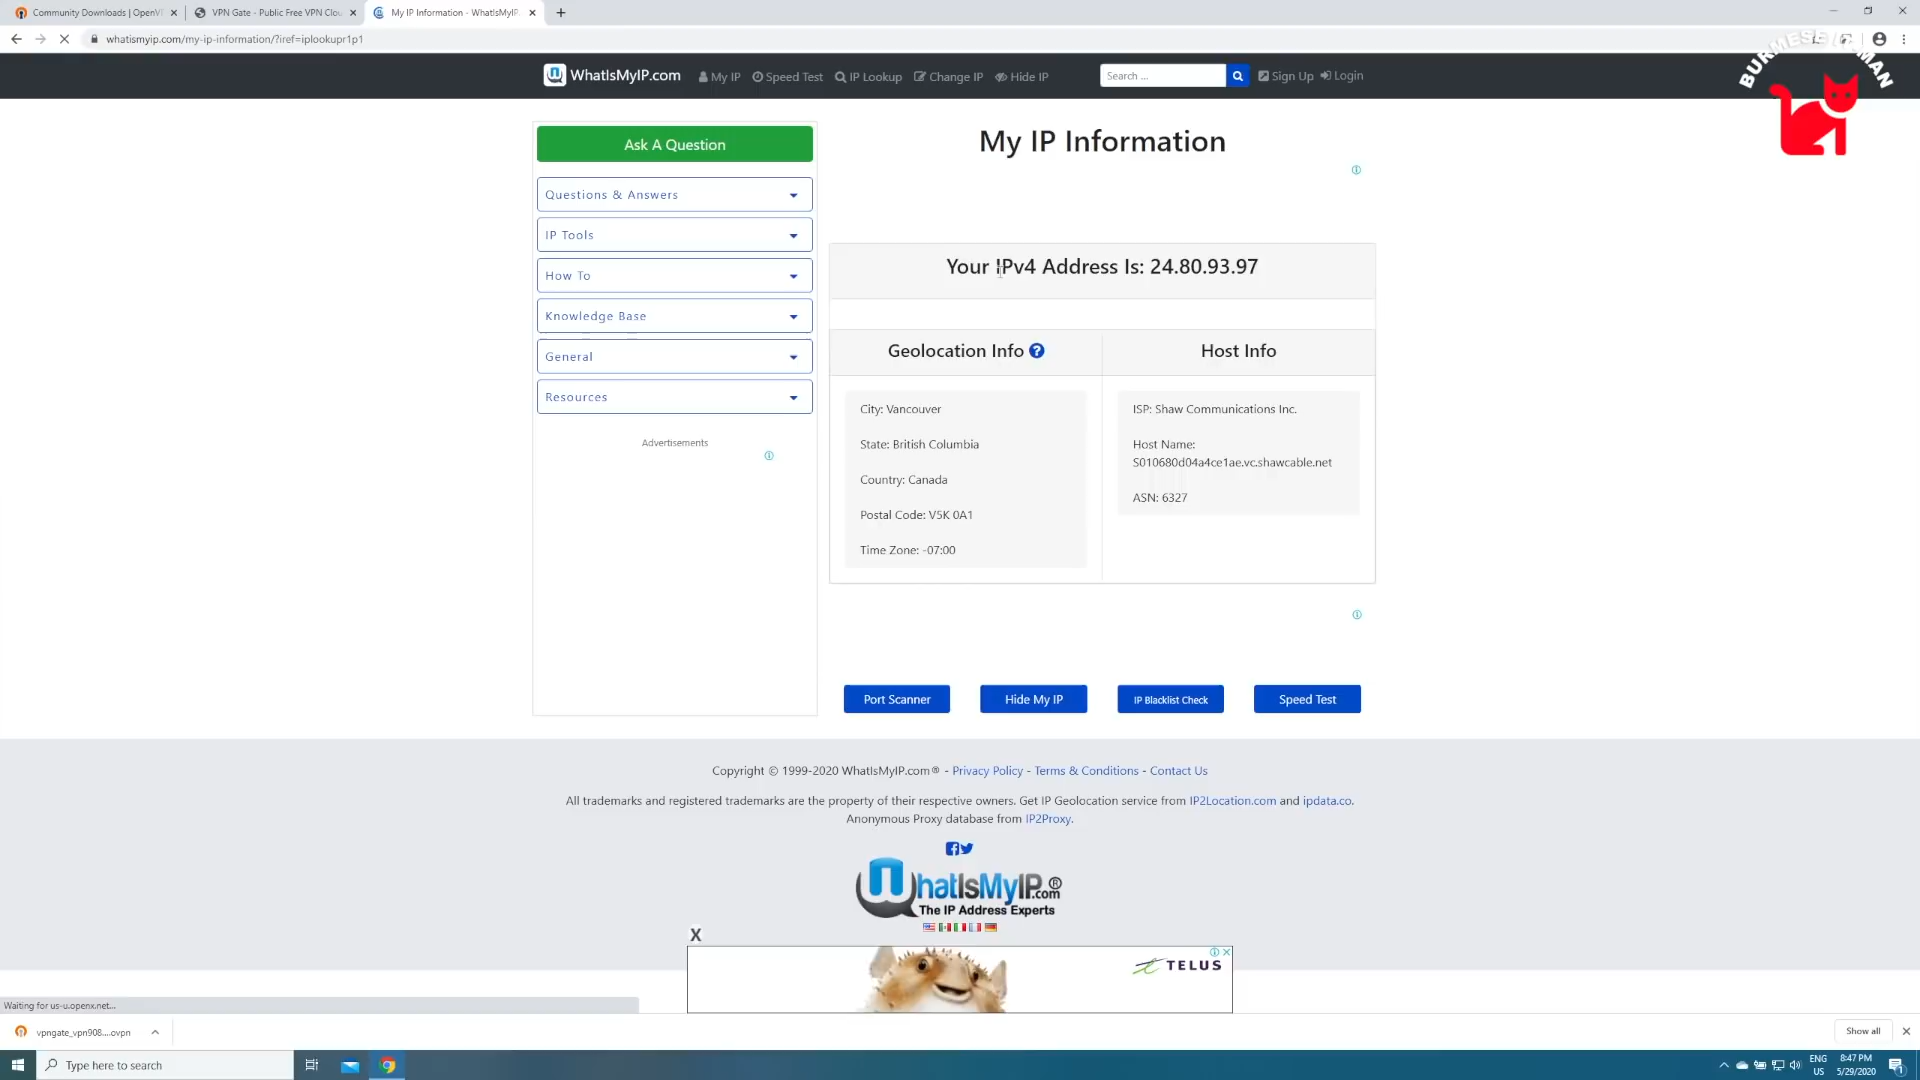 Community Downloads | OpenV
VPN Gate - Public Free VPN Clou
My IP Information - WhatIsMyIP.
whatismyip.com/my-ip-information/?iref=iplookupr1p1
WhatIsMyIP.com
My IP
Speed Test
IP Lookup
Change IP
Hide IP
Search ...
Sign Up
Login
Ask A Question
Questions & Answers
IP Tools
How To
Knowledge Base
General
Resources
Advertisements
My IP Information
Your IPv4 Address Is: 24.80.93.97
Geolocation Info
Host Info
City: Vancouver
State: British Columbia
Country: Canada
Postal Code: V5K 0A1
Time Zone: -07:00
ISP: Shaw Communications Inc.
Host Name:
S010680d04a4ce1ae.vc.shawcable.net
ASN: 6327
Port Scanner
Hide My IP
IP Blacklist Check
Speed Test
Copyright © 1999-2020 WhatIsMyIP.com® - Privacy Policy - Terms & Conditions - Contact Us
All trademarks and registered trademarks are the property of their respective owners. Get IP Geolocation service from IP2Location.com and ipdata.co.
Anonymous Proxy database from IP2Proxy.
WhatIsMyIP.com®
The IP Address Experts
X
TELUS
Waiting for us-u.openx.net...
vpngate_vpn908....ovpn
Show all
Type here to search
ENG
US
8:47 PM
5/29/2020